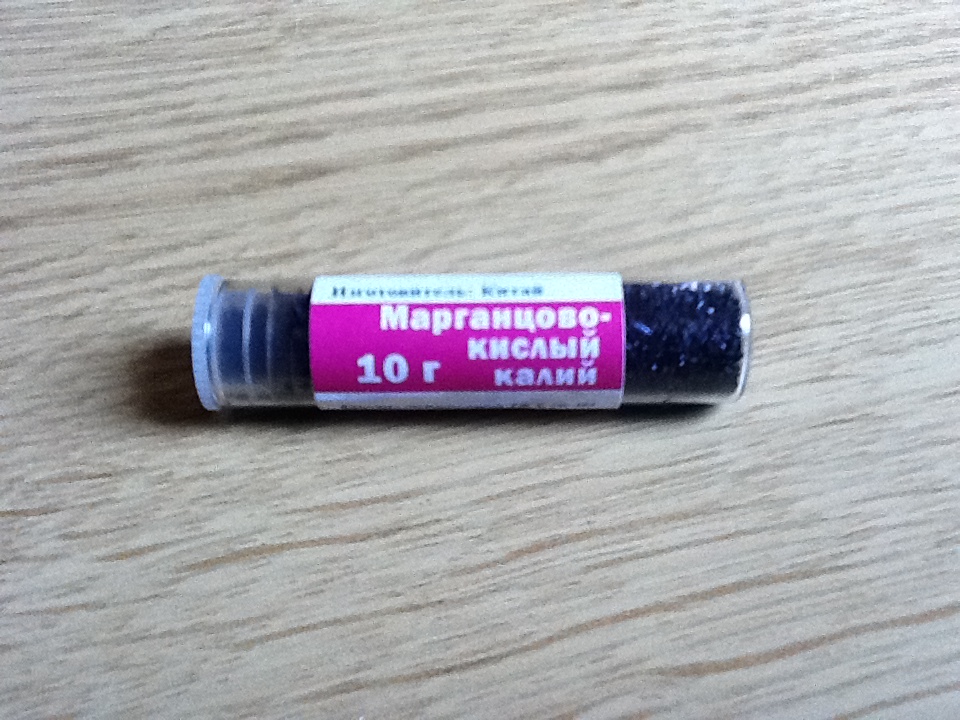 Изготовитель: Китай
Марганцово-
кислый
10 г калий